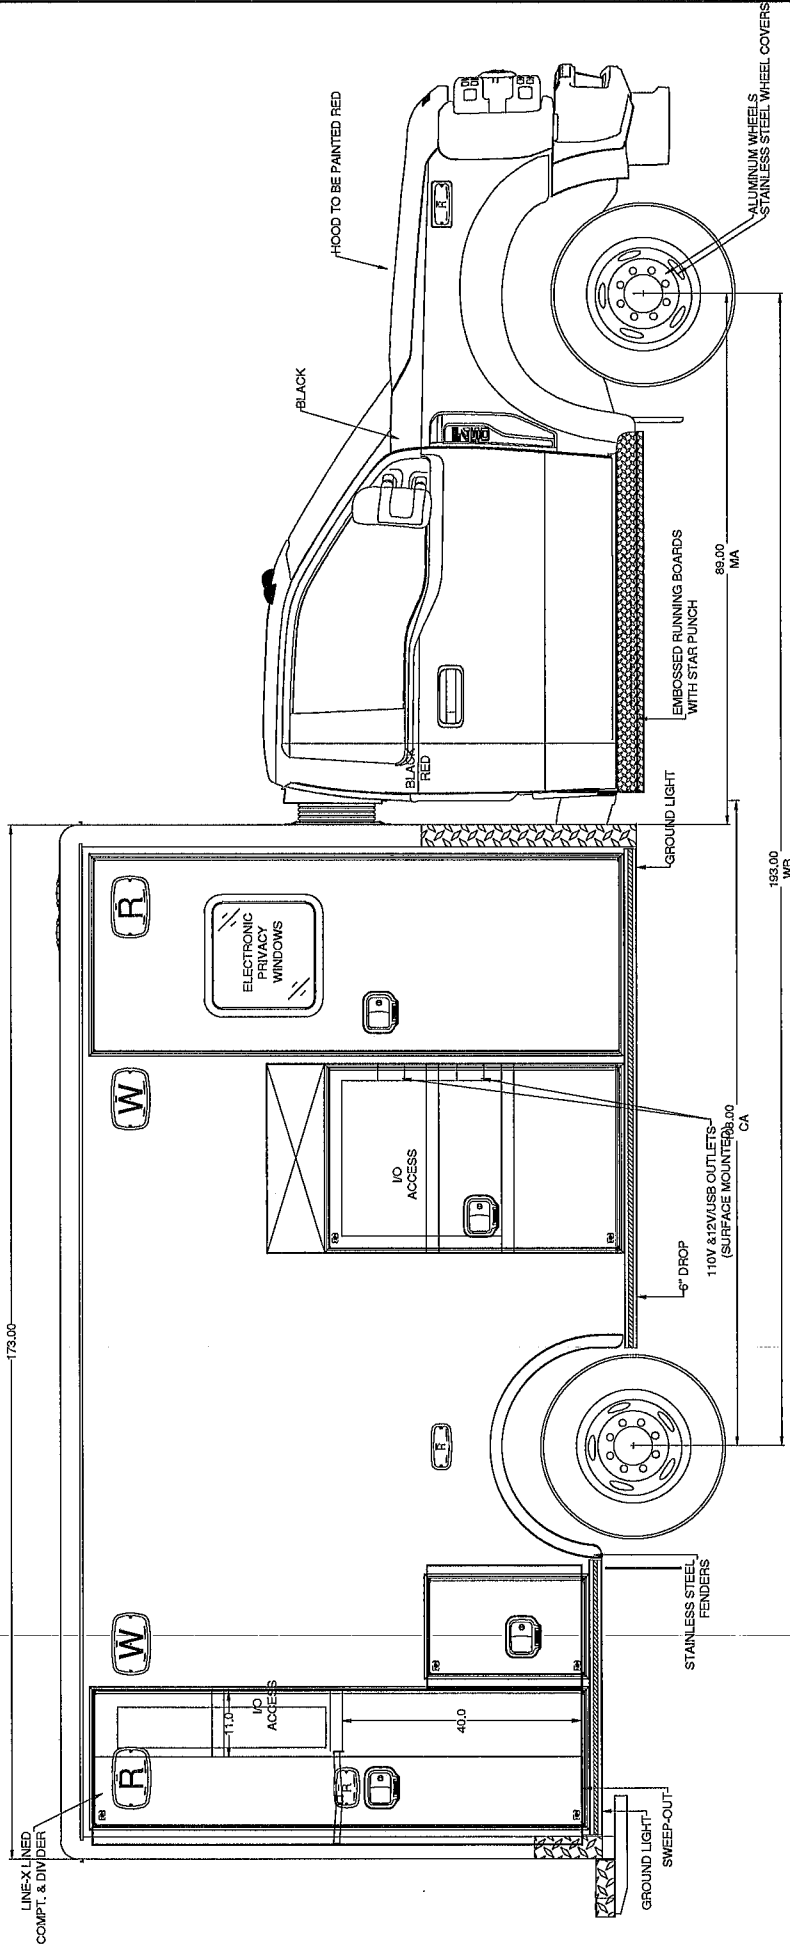 173.00
LINE-X LINED
COMPT. & DIVIDER
R
W
W
R
11.0
I/O
ACCESS
40.0
R
R
I/O
ACCESS
ELECTRONIC
PRIVACY
WINDOWS
HOOD TO BE PAINTED RED
BLACK
BLACK
RED
R
ALUMINUM WHEELS
STAINLESS STEEL WHEEL COVERS
EMBOSSED RUNNING BOARDS
WITH STAR PUNCH
GROUND LIGHT
89.00
MA
110V &12V/USB OUTLETS
(SURFACE MOUNTED)
CA
6" DROP
193.00
WB
STAINLESS STEEL
FENDERS
SWEEP-OUT
GROUND LIGHT